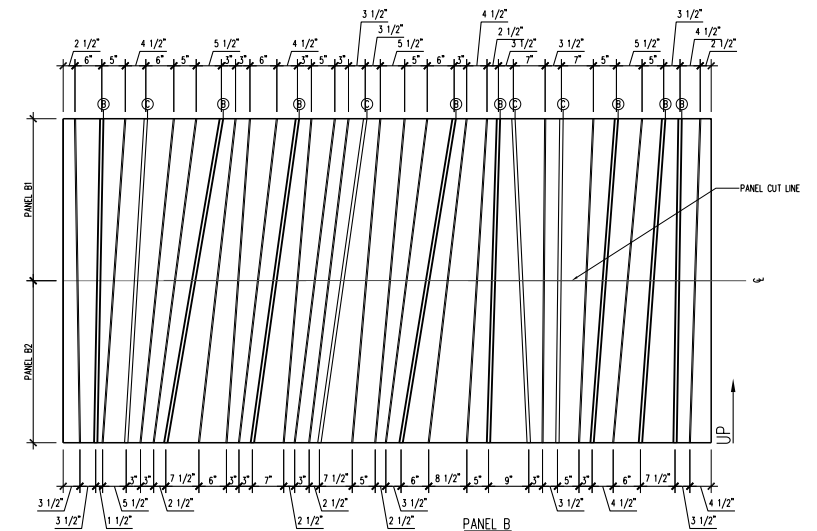 3 1/2" 4 1/2" 3 1/2"
3 1/2" 2 1/2" 4 1/2"
2 1/2" 4 1/2" 5 1/2" 4 1/2" 5 1/2" 3 1/2" 3 1/2" 5 1/2" 2 1/2"
6" 5" 6" 5" 3" 3" 6" 3" 5" 3" 5" 6" 3" 7" 7" 5" 5"
B C B B C B B C C B B B
PANEL B1
PANEL CUT LINE
℄
PANEL B2
UP
3" 3" 7 1/2" 6" 3" 3" 7" 3" 7 1/2" 5" 6" 8 1/2" 5" 9" 3" 5" 3" 6" 7 1/2"
3 1/2" 5 1/2" 2 1/2" 2 1/2" 3 1/2" 3 1/2" 4 1/2" 4 1/2"
3 1/2" 1 1/2" 2 1/2" 2 1/2" PANEL B 3 1/2"